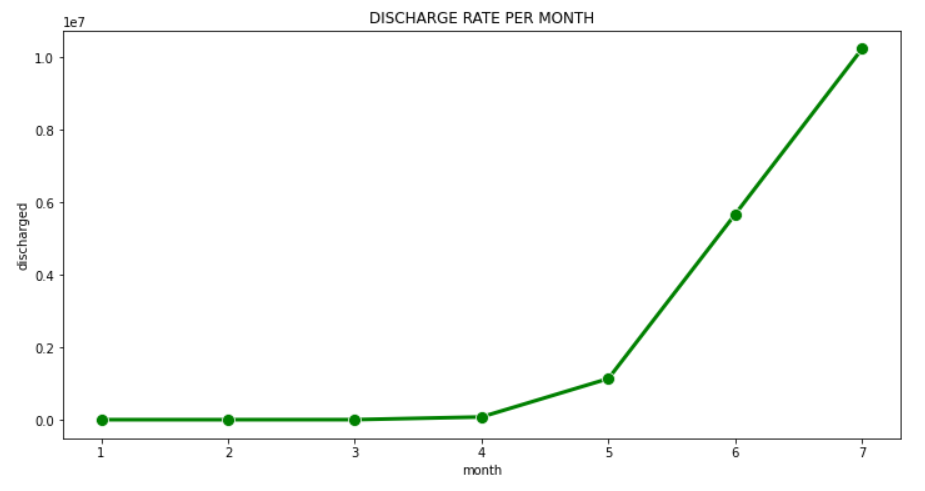 DISCHARGE RATE PER MONTH
1e7
1.0
0.8
0.6
0.4
0.2
0.0
discharged
1 2 3 4 5 6 7
month